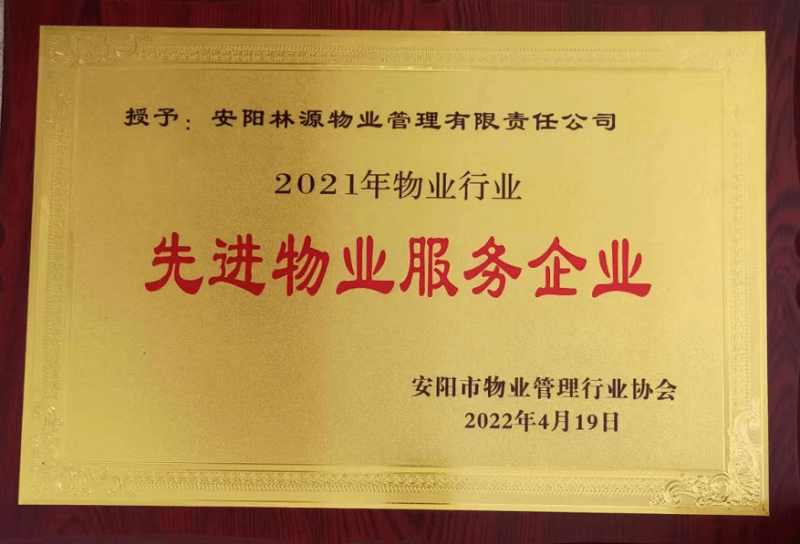 授予：安阳林源物业管理有限责任公司
2021年物业行业
先进物业服务企业
安阳市物业管理行业协会
2022年4月19日